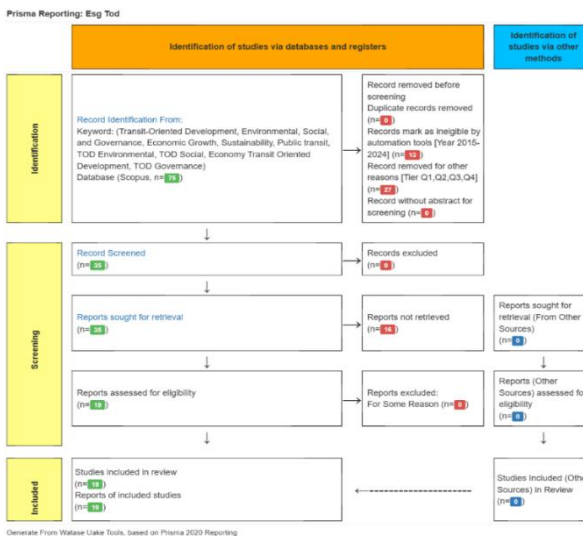 Prisma Reporting: Esg Tod
Identification of studies via databases and registers
Identification of
studies via other
methods
Identification
Record Identification From:
Keyword: (Transit-Oriented Development, Environmental, Social,
and Governance, Economic Growth, Sustainability, Public transit,
TOD Environmental, TOD Social, Economy Transit Oriented
Development, TOD Governance)
Database (Scopus, n=75)
Record removed before
screening
Duplicate records removed
(n=0)
Records mark as ineligible by
automation tools [Year 2015-
2024] (n=13)
Record removed for other
reasons [Tier Q1,Q2,Q3,Q4]
(n=27)
Record without abstract for
screening (n=0)
Screening
Record Screened
(n=35)
Records excluded
(n=0)
Reports sought for retrieval
(n=35)
Reports not retrieved
(n=16)
Reports sought for
retrieval (From Other
Sources)
(n=0)
Reports assessed for eligibility
(n=19)
Reports excluded:
For Some Reason (n=0)
Reports (Other
Sources) assessed for
eligibility
(n=0)
Included
Studies included in review
(n=19)
Reports of included studies
(n=19)
Studies Included (Other
Sources) in Review
(n=0)
Generate From Watase Uake Tools, based on Prisma 2020 Reporting